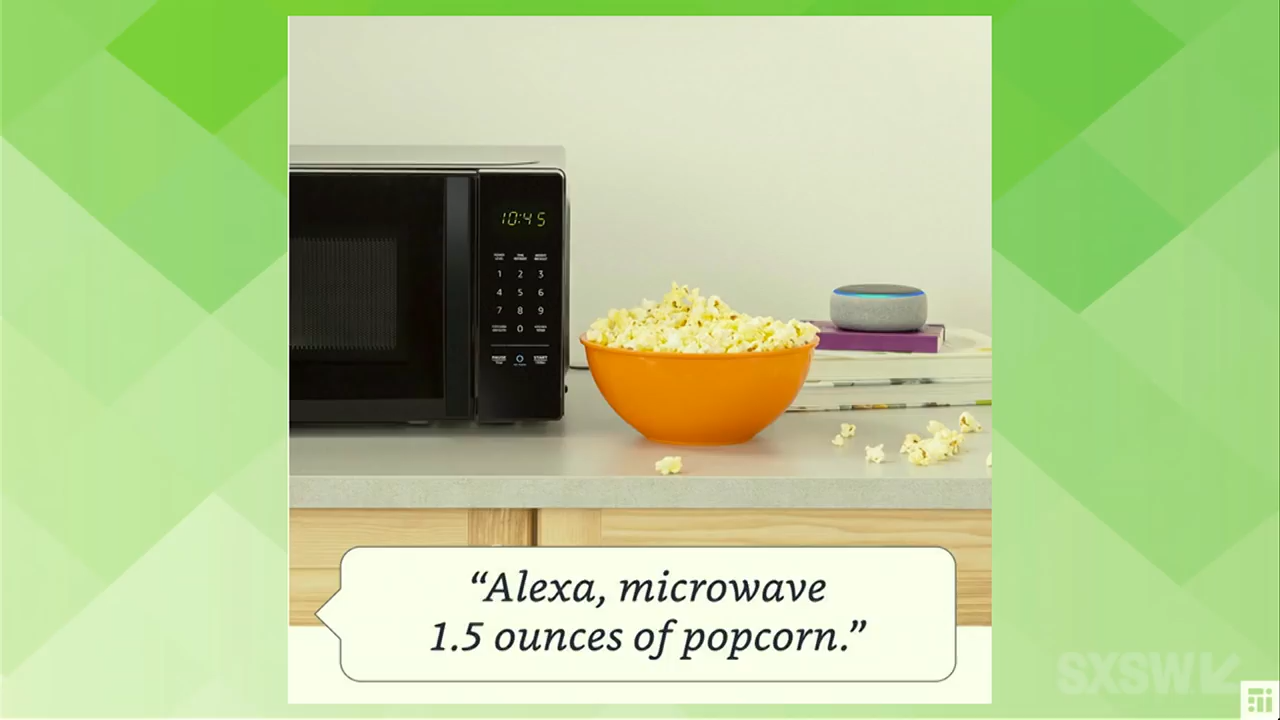 10:45
1 2 3
4 5 6
7 8 9
0
“Alexa, microwave
1.5 ounces of popcorn.”
SXSW